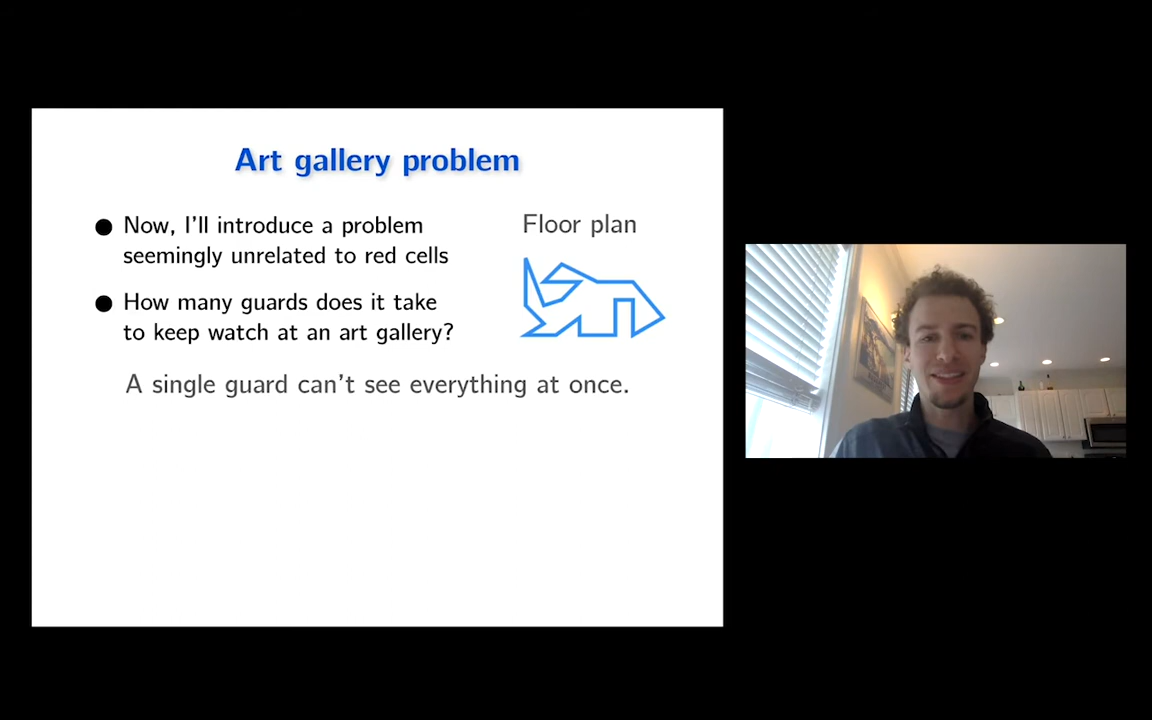 Art gallery problem
● Now, I'll introduce a problem
seemingly unrelated to red cells
● How many guards does it take
to keep watch at an art gallery?
Floor plan
A single guard can't see everything at once.